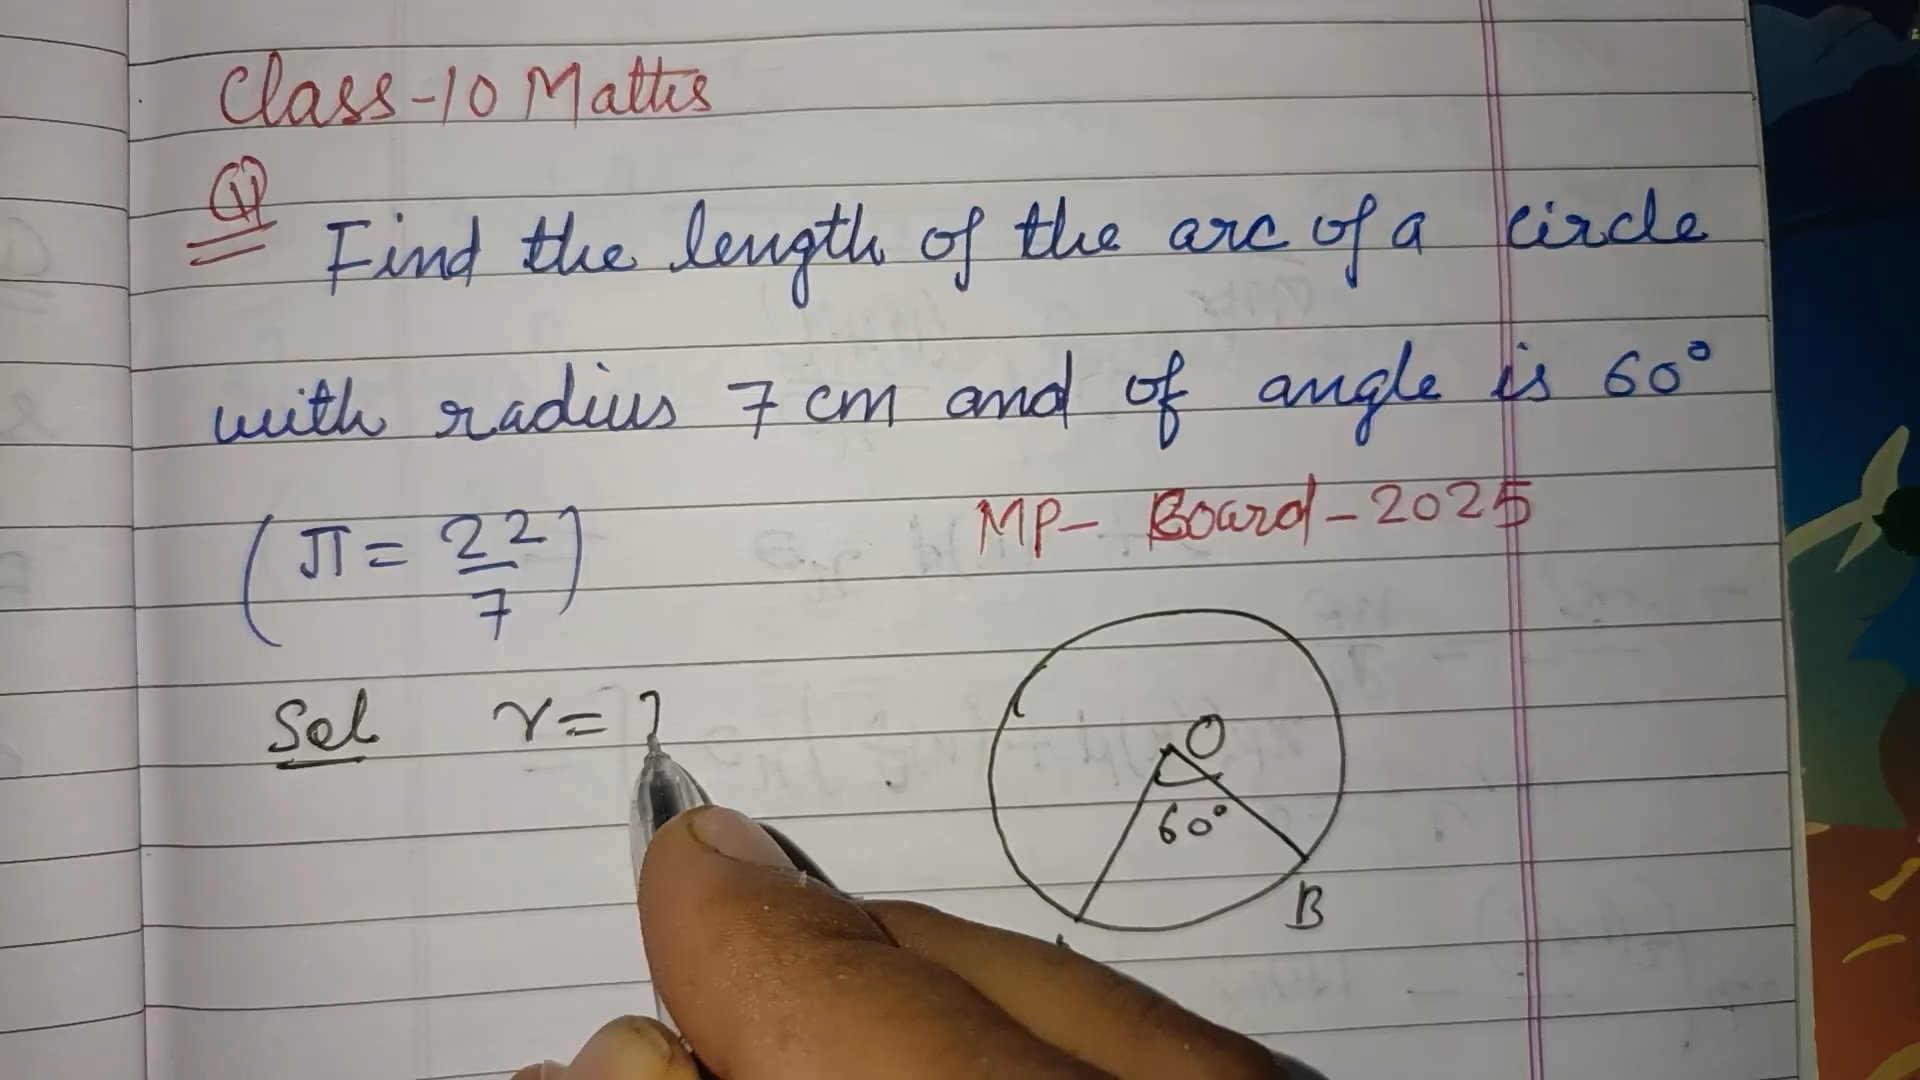 Class-10 Maths
Q
Find the length of the arc of a circle
with radius 7 cm and of angle is 60°
(π = 22/7)
MP- Board-2025
Sol r =
O
60°
B